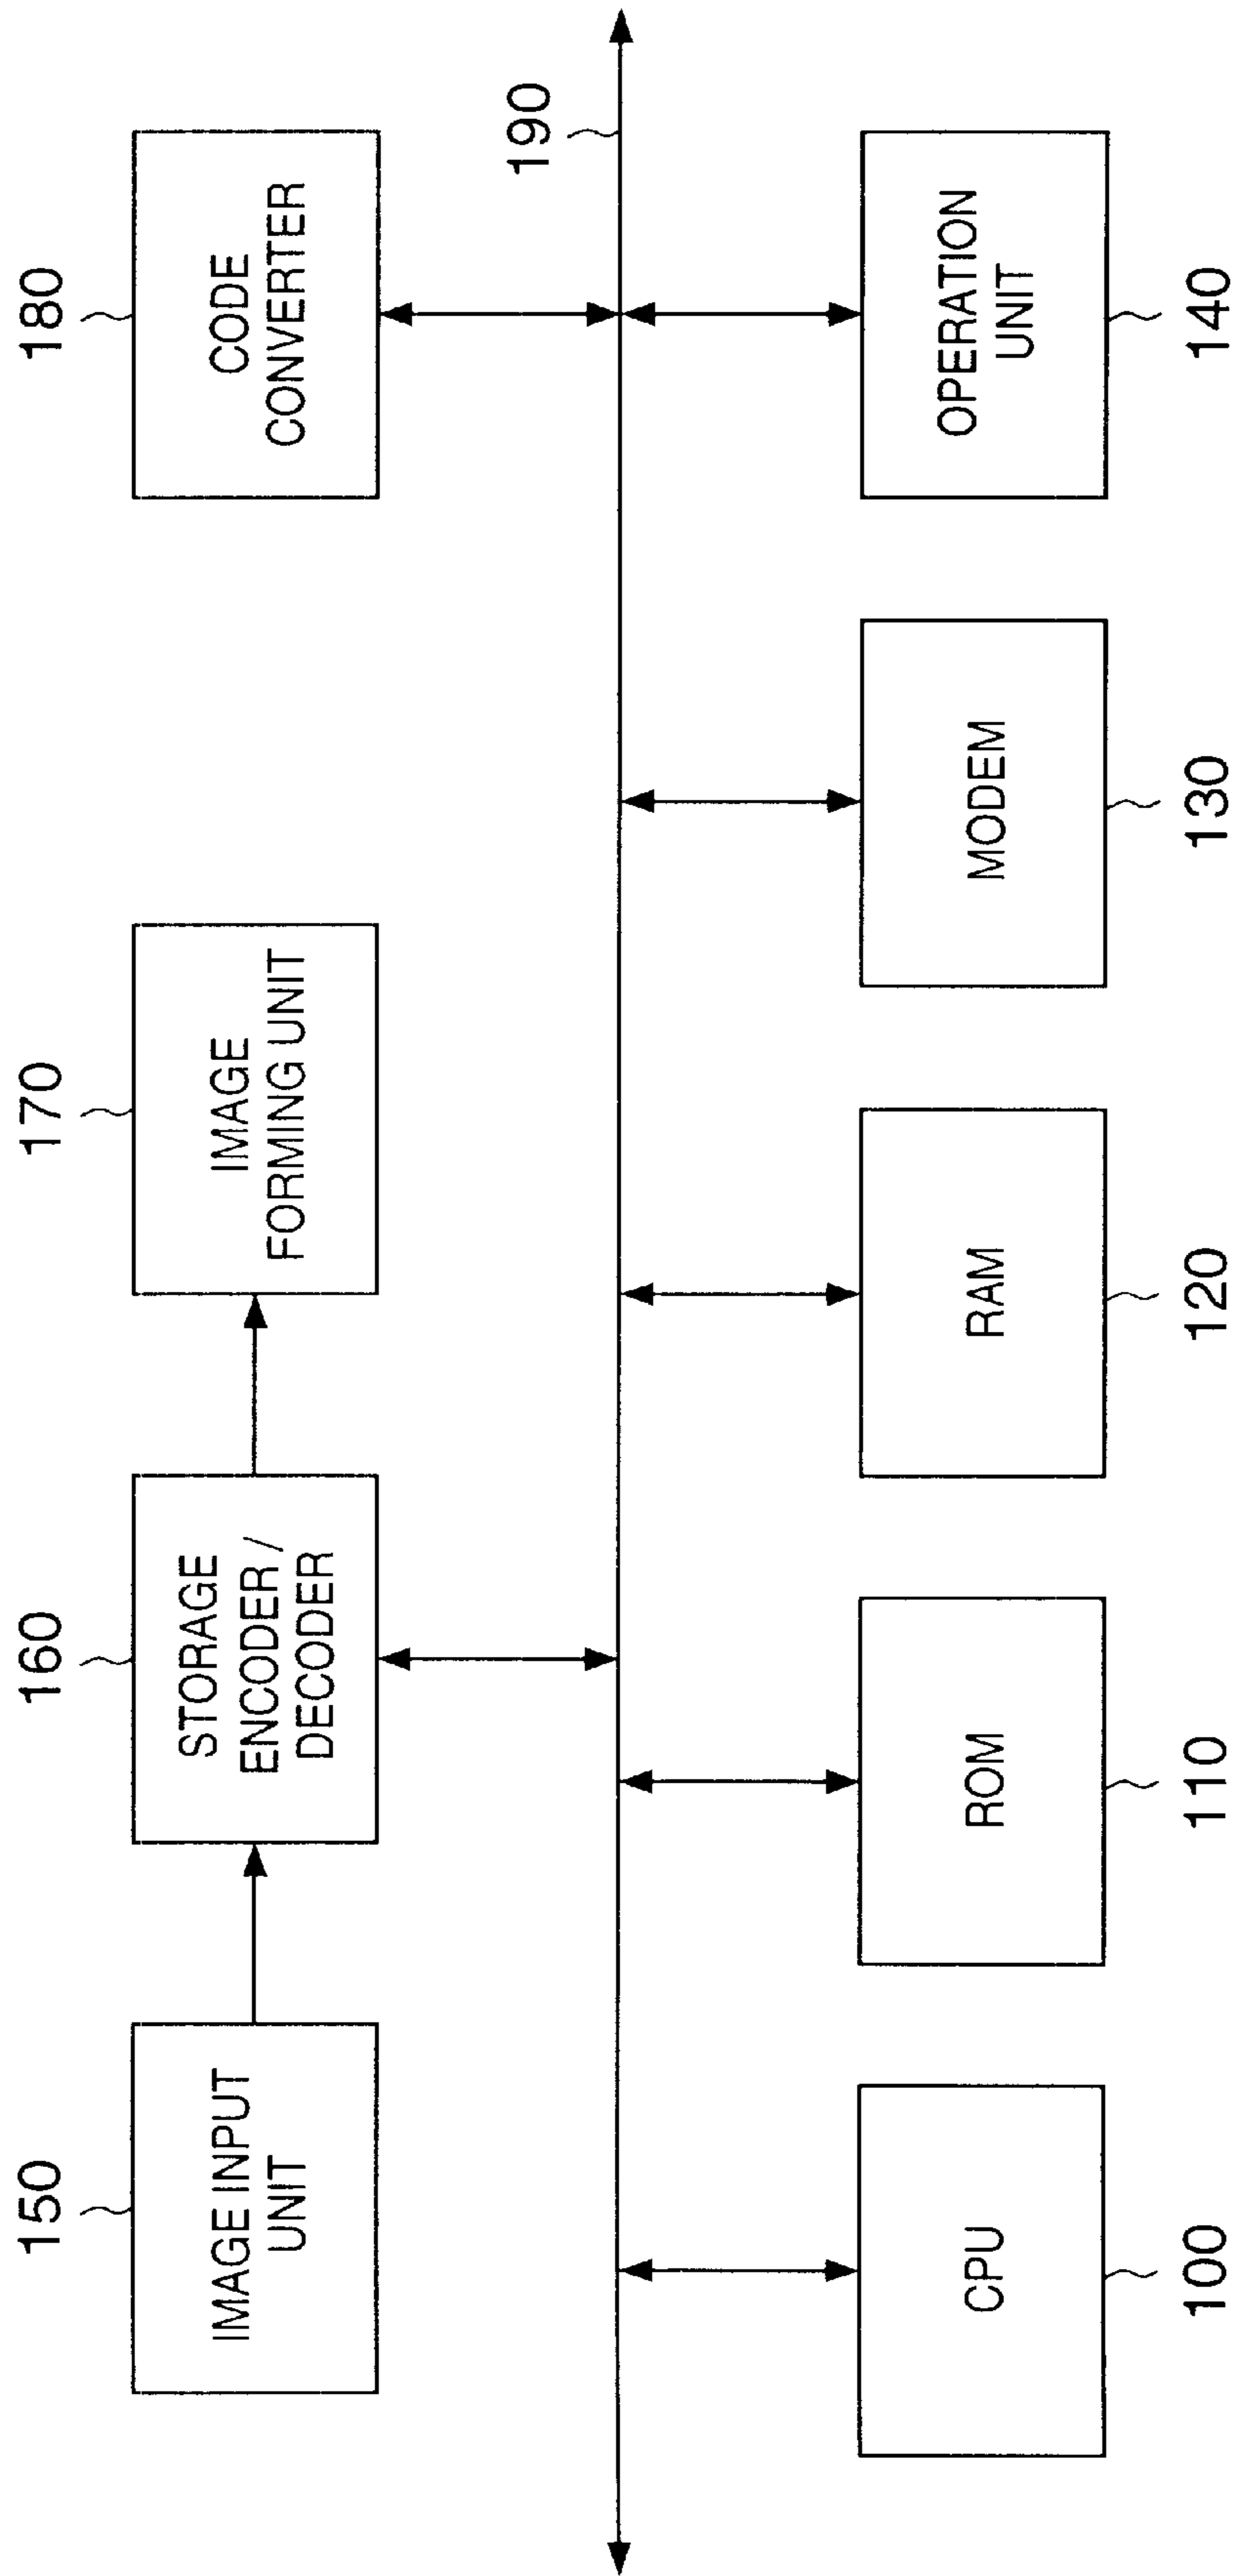 150
IMAGE INPUT
UNIT
160
STORAGE
ENCODER /
DECODER
170
IMAGE
FORMING UNIT
180
CODE
CONVERTER
190
CPU
100
ROM
110
RAM
120
MODEM
130
OPERATION
UNIT
140